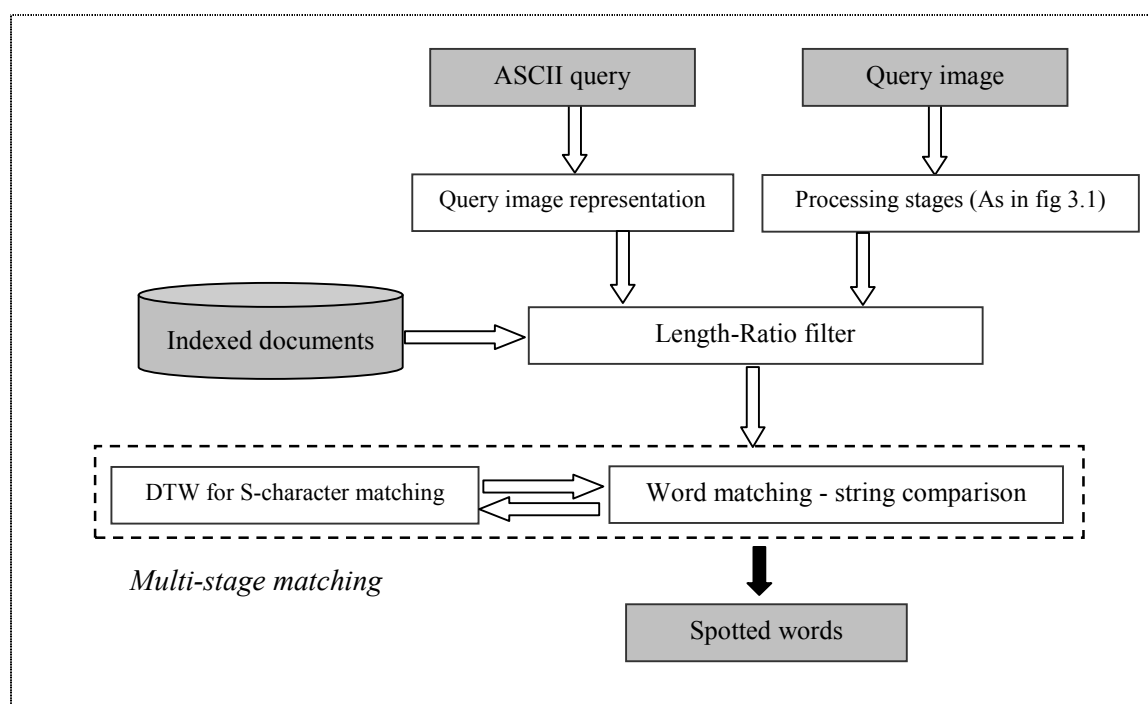 ASCII query
Query image
Query image representation
Processing stages (As in fig 3.1)
Indexed documents
Length-Ratio filter
DTW for S-character matching
Word matching - string comparison
Multi-stage matching
Spotted words